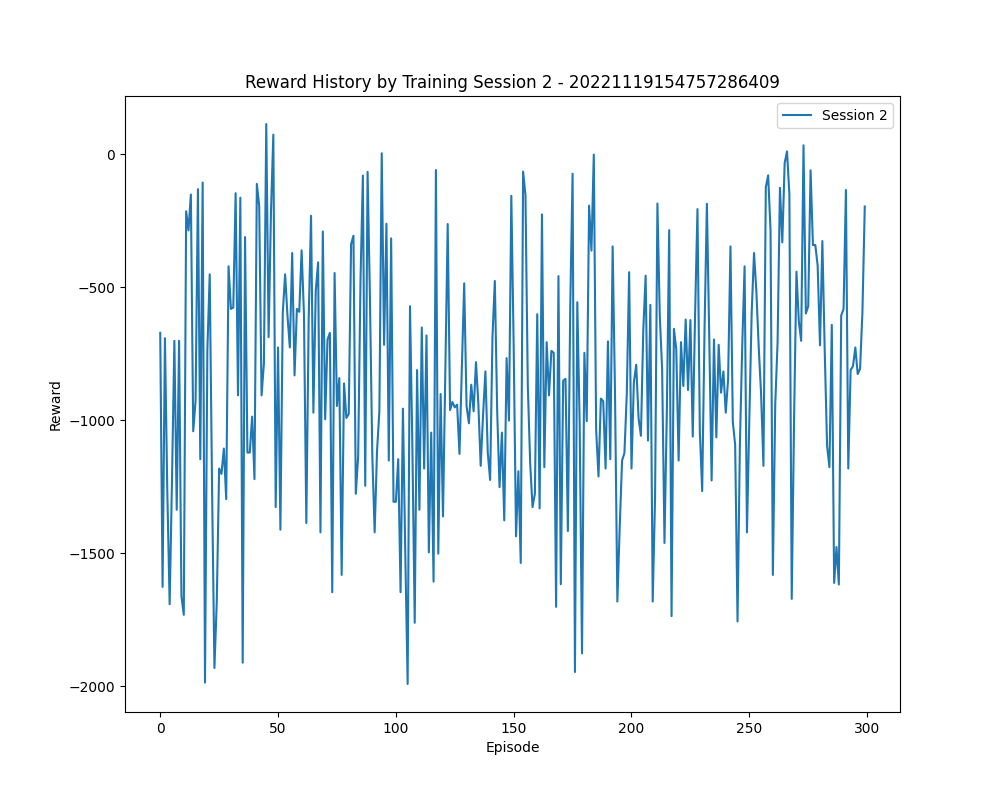 Reward History by Training Session 2 - 20221119154757286409
Session 2
Reward
0
−500
−1000
−1500
−2000
0 50 100 150 200 250 300
Episode